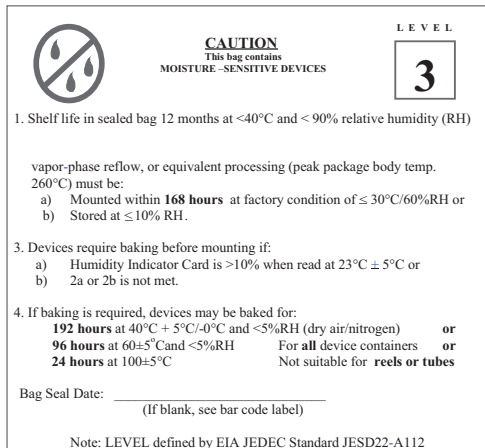 LEVEL
CAUTION
This bag contains
MOISTURE –SENSITIVE DEVICES
3
1. Shelf life in sealed bag 12 months at <40°C and < 90% relative humidity (RH)
vapor-phase reflow, or equivalent processing (peak package body temp.
260°C) must be:
a) Mounted within 168 hours at factory condition of ≤ 30°C/60%RH or
b) Stored at ≤10% RH.
3. Devices require baking before mounting if:
a) Humidity Indicator Card is >10% when read at 23°C ± 5°C or
b) 2a or 2b is not met.
4. If baking is required, devices may be baked for:
192 hours at 40°C + 5°C/-0°C and <5%RH (dry air/nitrogen) or
96 hours at 60±5°Cand <5%RH For all device containers or
24 hours at 100±5°C Not suitable for reels or tubes
Bag Seal Date: ______________________________
(If blank, see bar code label)
Note: LEVEL defined by EIA JEDEC Standard JESD22-A112